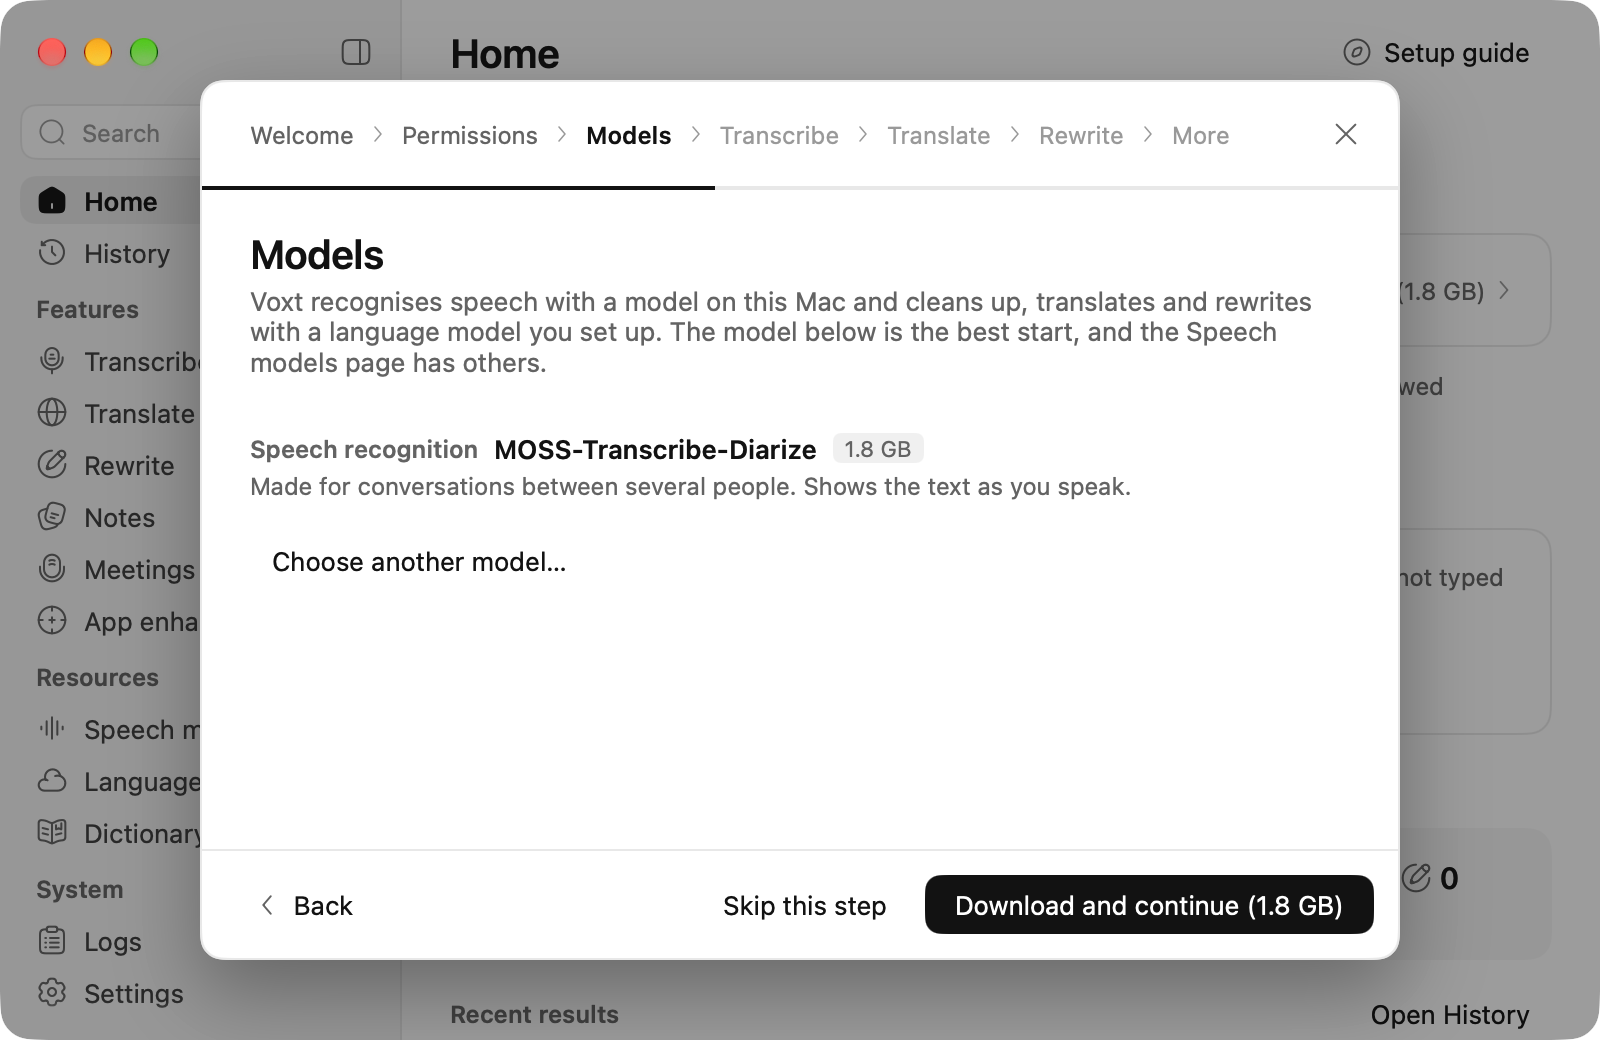 Home
Setup guide
Search
Welcome
Permissions
Models
Transcribe
Translate
Rewrite
More
Home
History
Features
Transcribe
Translate
Rewrite
Notes
Meetings
App enha
Resources
Speech m
Language
Dictionary
System
Logs
Settings
Models
Voxt recognises speech with a model on this Mac and cleans up, translates and rewrites
with a language model you set up. The model below is the best start, and the Speech
models page has others.
Speech recognition MOSS-Transcribe-Diarize 1.8 GB
Made for conversations between several people. Shows the text as you speak.
Choose another model...
Back
Skip this step
Download and continue (1.8 GB)
(1.8 GB)
wed
not typed
0
Recent results
Open History